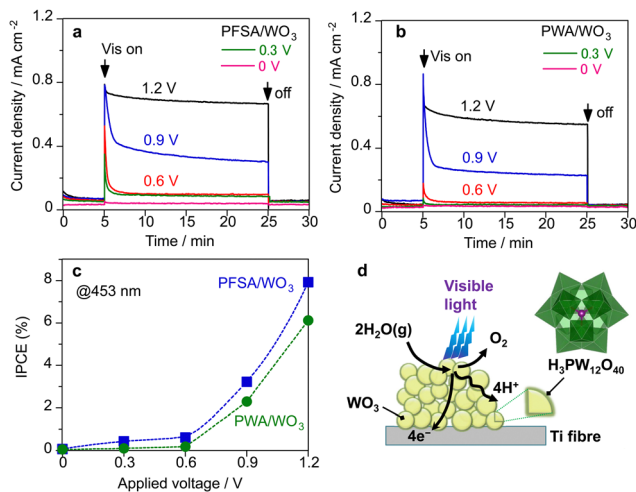 a
PFSA/WO₃
Vis on
0.3 V
0 V
1.2 V
off
0.9 V
0.6 V
1.2
0.8
0.4
0
0 5 10 15 20 25 30
Current density / mA cm⁻²
Time / min
b
PWA/WO₃
Vis on
0.3 V
0 V
1.2 V
off
0.9 V
0.6 V
1.2
0.8
0.4
0
0 5 10 15 20 25 30
Current density / mA cm⁻²
Time / min
c
@453 nm
PFSA/WO₃
PWA/WO₃
8
6
4
2
0
0 0.3 0.6 0.9 1.2
IPCE (%)
Applied voltage / V
d
Visible
light
2H₂O(g)
O₂
H₃PW₁₂O₄₀
4H⁺
WO₃
4e⁻
Ti fibre